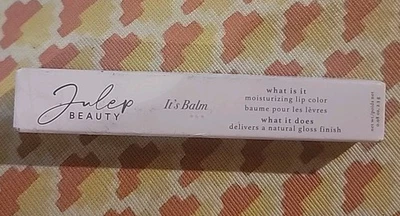 Julep
BEAUTY
It's Balm
what is it
moisturizing lip color
baume pour les lèvres
what it does
delivers a natural gloss finish